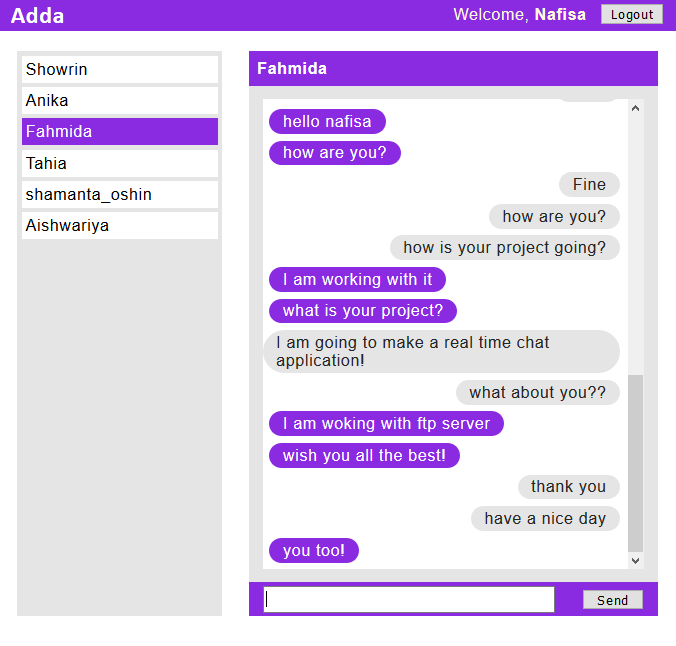 Adda
Welcome, Nafisa
Logout
Showrin
Anika
Fahmida
Tahia
shamanta_oshin
Aishwariya
Fahmida
hello nafisa
how are you?
Fine
how are you?
how is your project going?
I am working with it
what is your project?
I am going to make a real time chat
application!
what about you??
I am woking with ftp server
wish you all the best!
thank you
have a nice day
you too!
Send